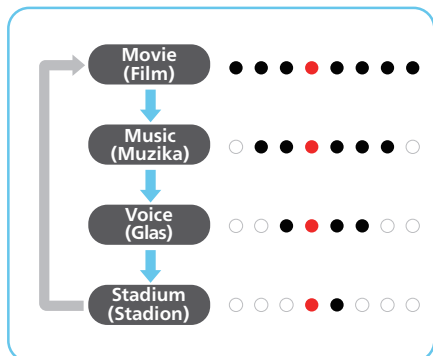 Movie
(Film)
Music
(Muzika)
Voice
(Glas)
Stadium
(Stadion)